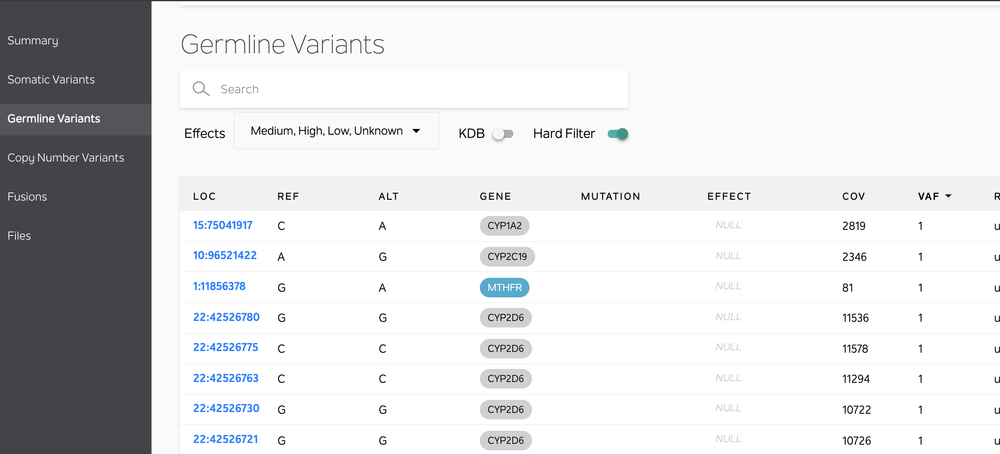 Summary
Somatic Variants
Germline Variants
Copy Number Variants
Fusions
Files
Germline Variants
Search
Effects Medium, High, Low, Unknown KDB Hard Filter
LOC REF ALT GENE MUTATION EFFECT COV VAF
15:75041917 C A CYP1A2 NULL 2819 1
10:96521422 A G CYP2C19 NULL 2346 1
1:11856378 G A MTHFR NULL 81 1
22:42526780 G G CYP2D6 NULL 11536 1
22:42526775 C C CYP2D6 NULL 11578 1
22:42526763 C C CYP2D6 NULL 11294 1
22:42526730 G G CYP2D6 NULL 10722 1
22:42526721 G G CYP2D6 NULL 10726 1